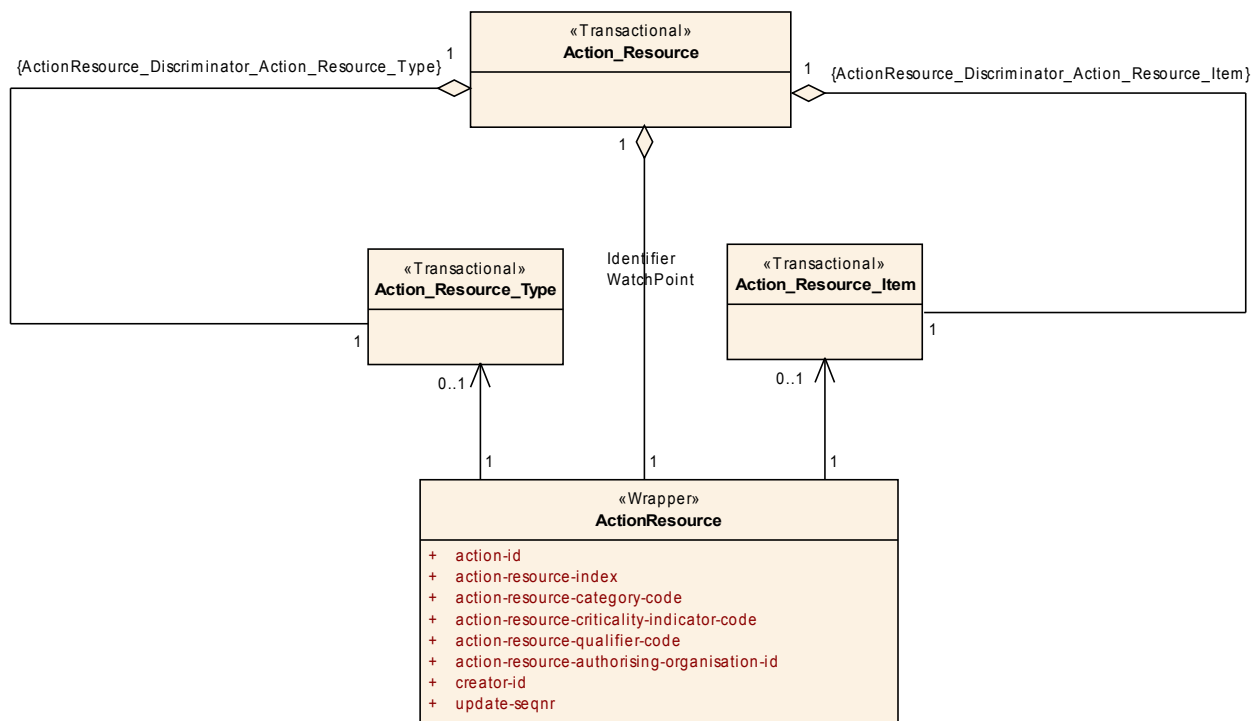 «Transactional»
Action_Resource
1
{ActionResource_Discriminator_Action_Resource_Type}
1
{ActionResource_Discriminator_Action_Resource_Item}
1
Identifier
WatchPoint
«Transactional»
Action_Resource_Type
«Transactional»
Action_Resource_Item
1
1
0..1
0..1
1
1
1
«Wrapper»
ActionResource
+ action-id
+ action-resource-index
+ action-resource-category-code
+ action-resource-criticality-indicator-code
+ action-resource-qualifier-code
+ action-resource-authorising-organisation-id
+ creator-id
+ update-seqnr